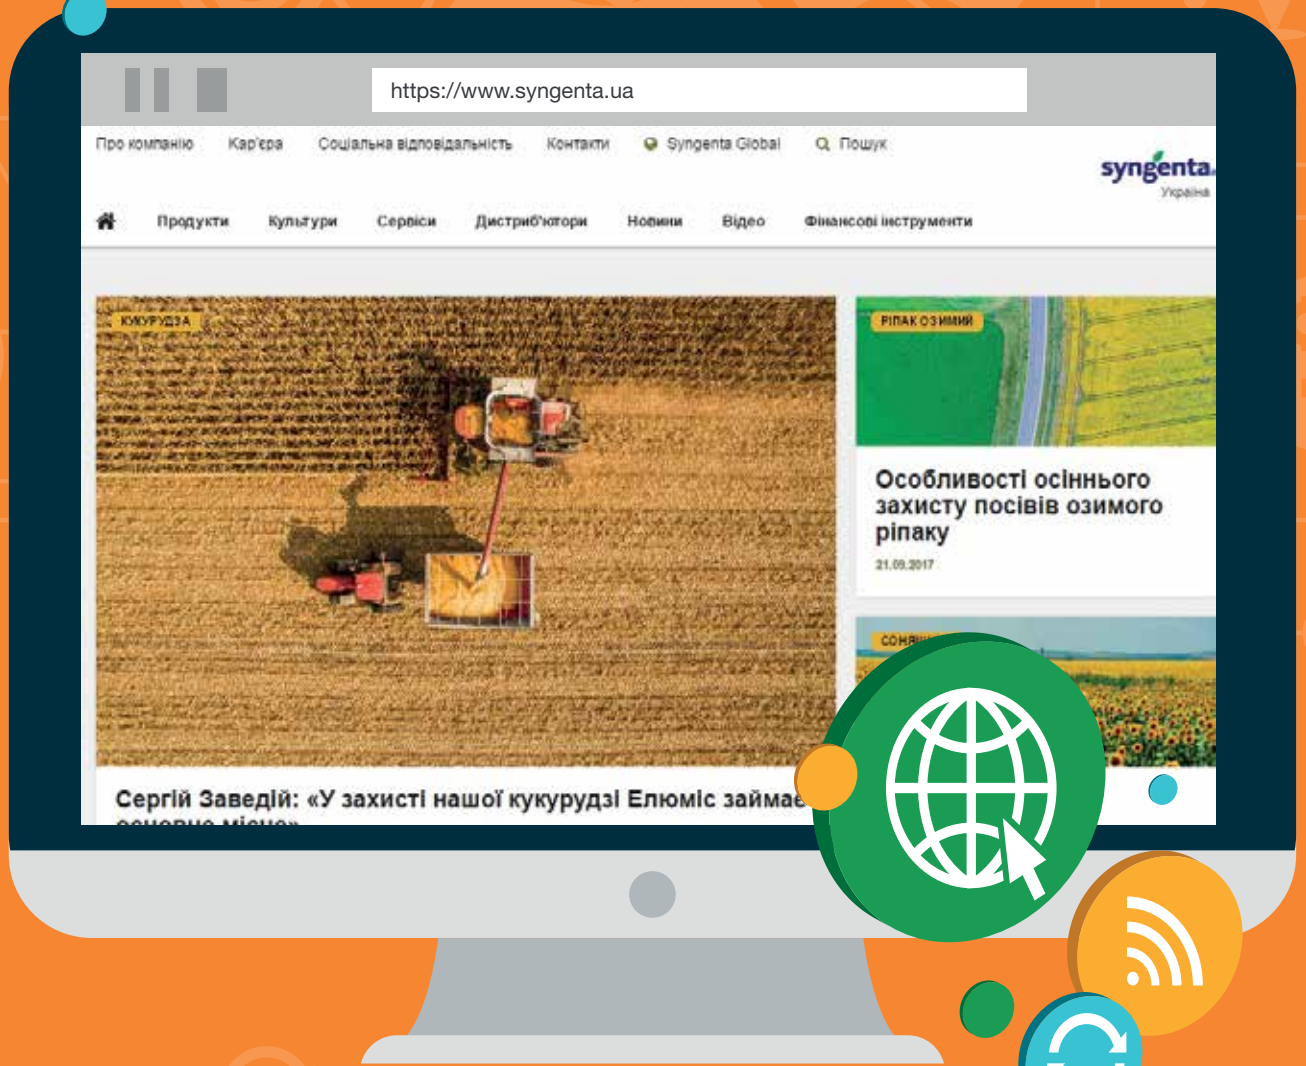 https://www.syngenta.ua
Про компанію Кар'єра Соціальна відповідальність Контакти Syngenta Global Пошук
syngenta
Україна
Продукти Культури Сервіси Дистриб'ютори Новини Відео Фінансові інструменти
КУКУРУДЗА
РІПАК ОЗИМИЙ
Особливості осіннього
захисту посівів озимого
ріпаку
21.09.2017
Сергій Заведій: «У захисті нашої кукурудзі Елюміс займає
основне місце»